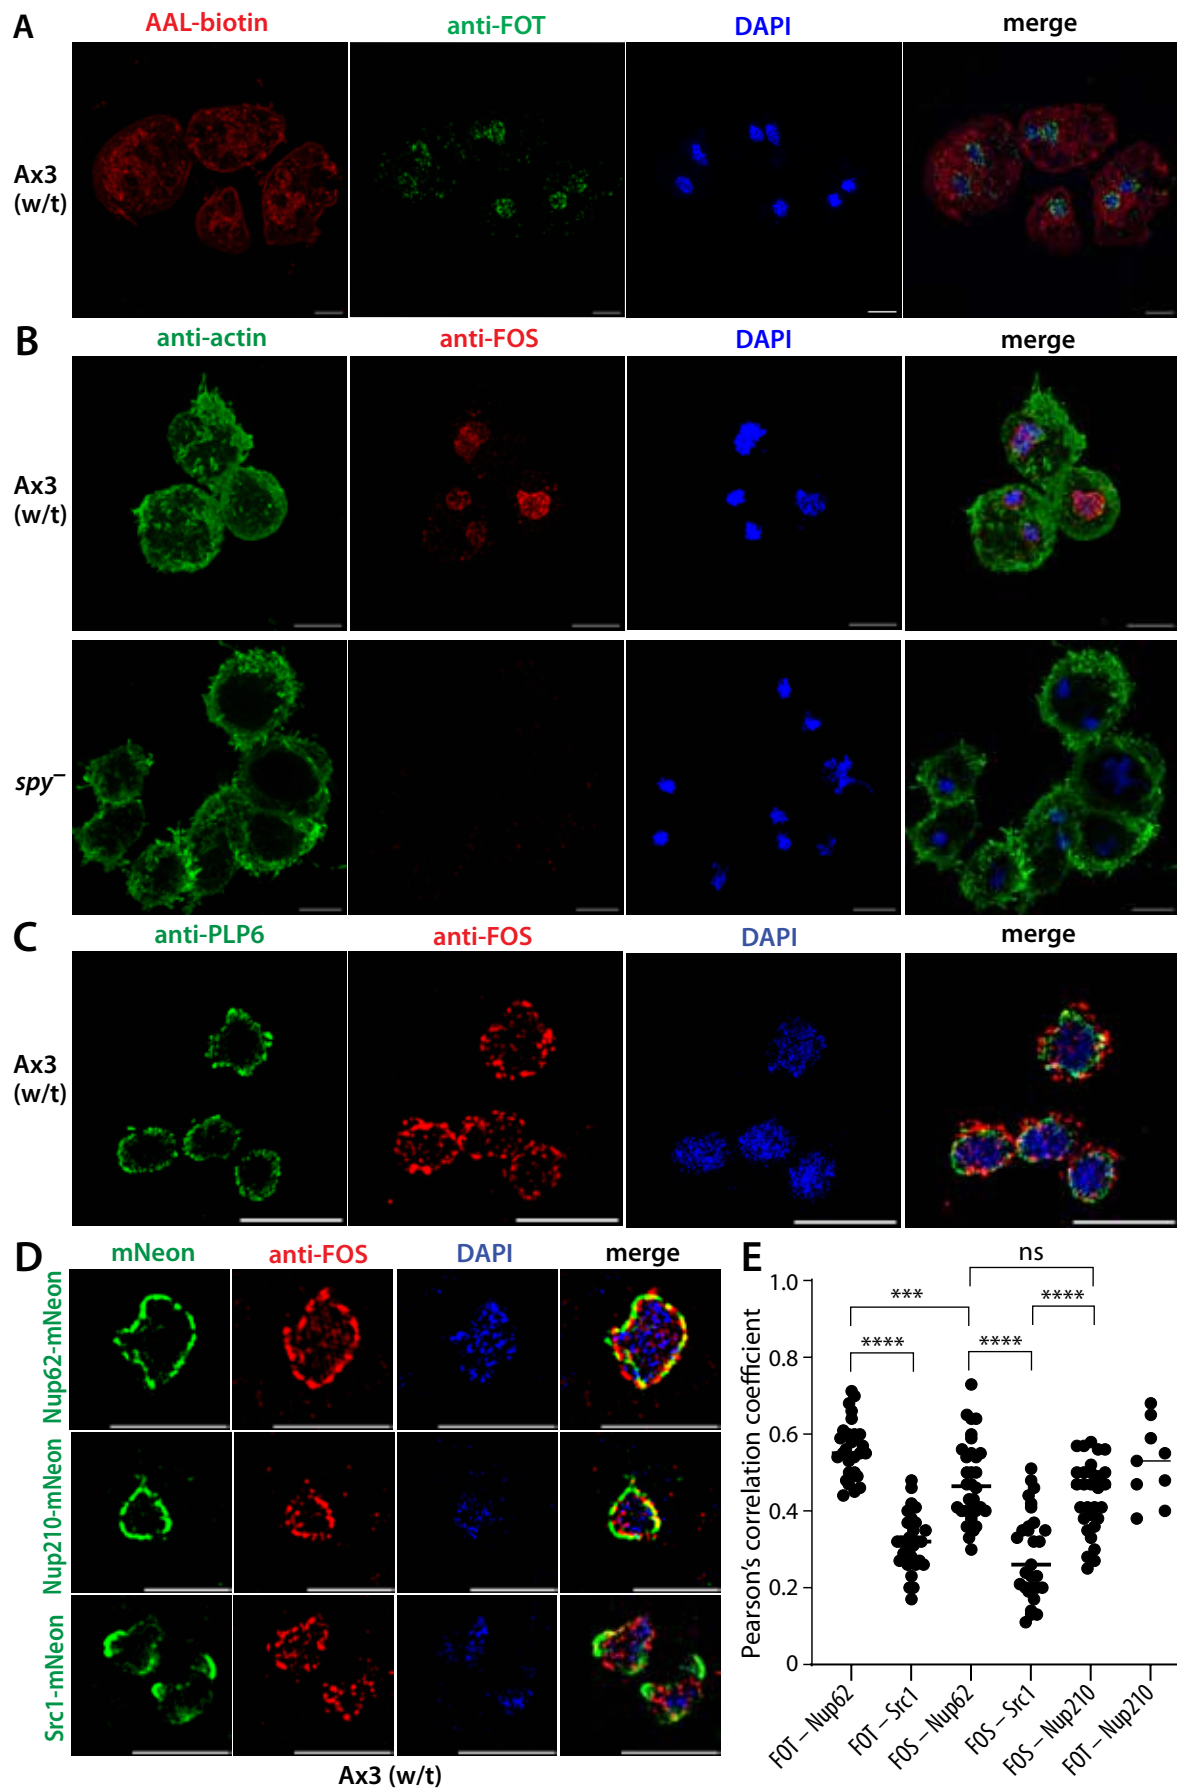 A
AAL-biotin anti-FOT DAPI merge
Ax3
(w/t)
B
anti-actin anti-FOS DAPI merge
Ax3
(w/t)
spy⁻
C
anti-PLP6 anti-FOS DAPI merge
Ax3
(w/t)
D
mNeon anti-FOS DAPI merge
Nup62-mNeon
Nup210-mNeon
Src1-mNeon
Ax3 (w/t)
E
ns
***
****
****
****
Pearson's correlation coefficient
1.0
0.8
0.6
0.4
0.2
0
FOT – Nup62
FOT – Src1
FOS – Nup62
FOS – Src1
FOS – Nup210
FOT – Nup210